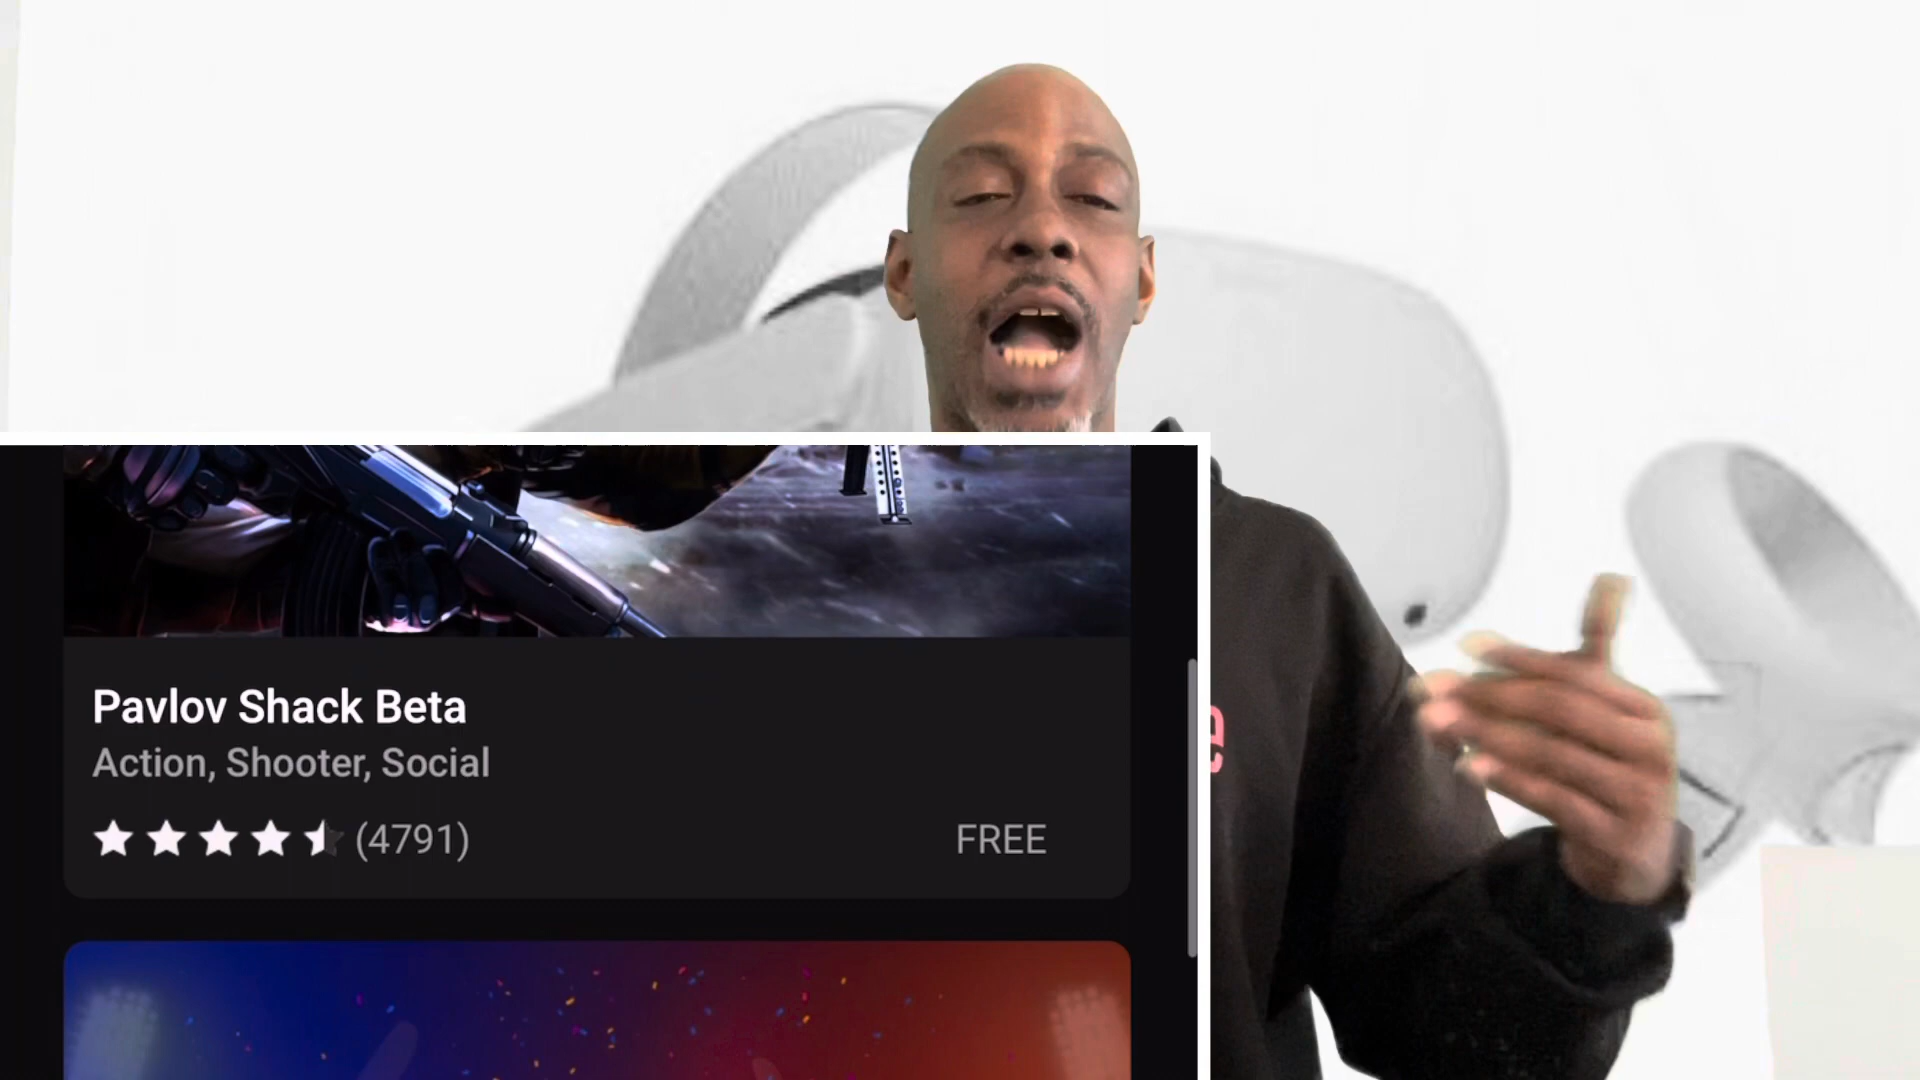 Pavlov Shack Beta
Action, Shooter, Social
(4791)
FREE
e